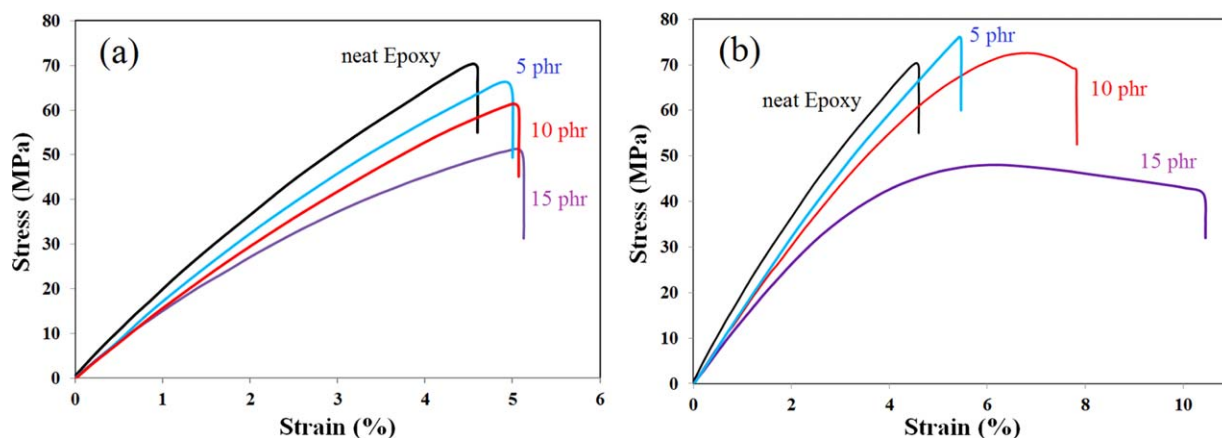 (a)
neat Epoxy
5 phr
10 phr
15 phr
Stress (MPa)
80
70
60
50
40
30
20
10
0
0 1 2 3 4 5 6
Strain (%)
(b)
neat Epoxy
5 phr
10 phr
15 phr
Stress (MPa)
80
70
60
50
40
30
20
10
0
0 2 4 6 8 10
Strain (%)